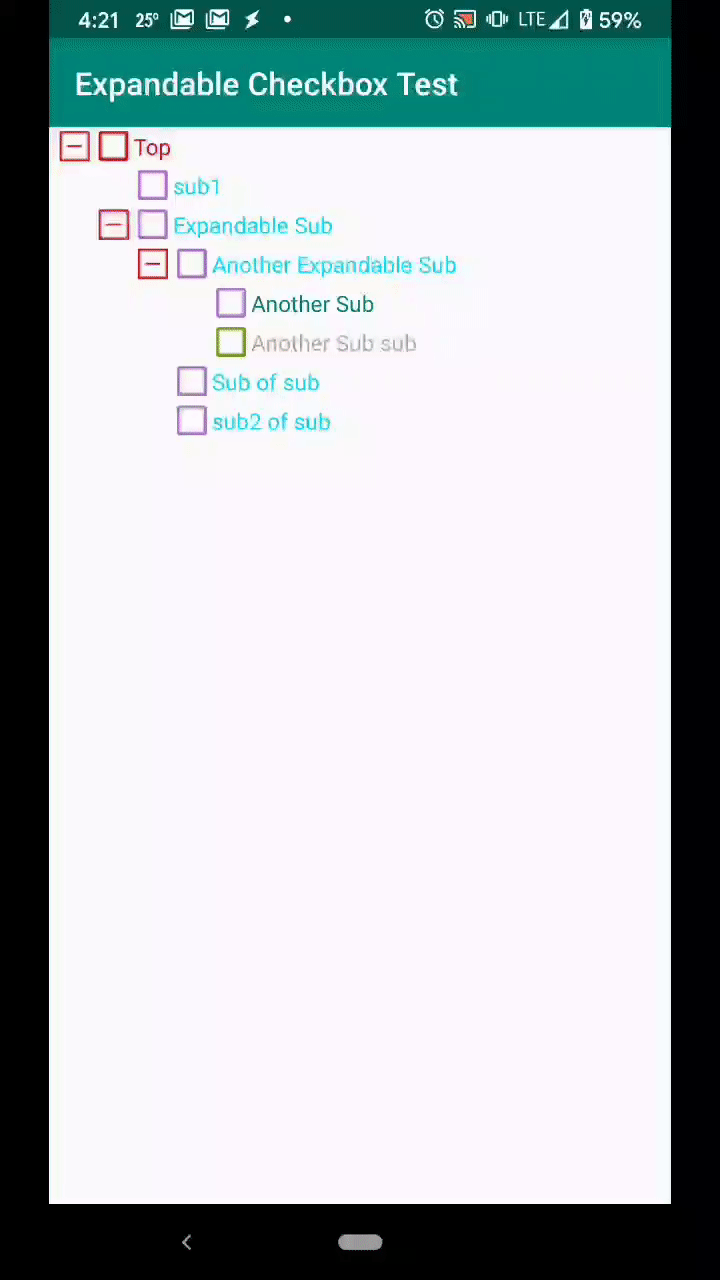 4:21 25° LTE 59%
Expandable Checkbox Test
Top
sub1
Expandable Sub
Another Expandable Sub
Another Sub
Another Sub sub
Sub of sub
sub2 of sub